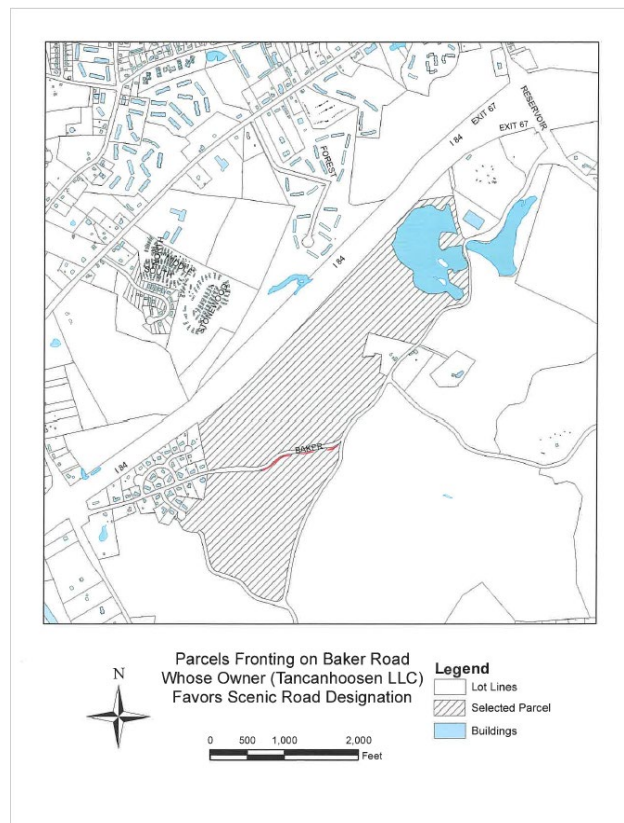 RESERVOIR
EXIT 67
EXIT 67
I 84
FOREST
I 84
STONEWOOD
BAKER
I 84
Parcels Fronting on Baker Road
Whose Owner (Tancanhoosen LLC)
Favors Scenic Road Designation
N
Legend
Lot Lines
Selected Parcel
Buildings
0 500 1,000 2,000
Feet